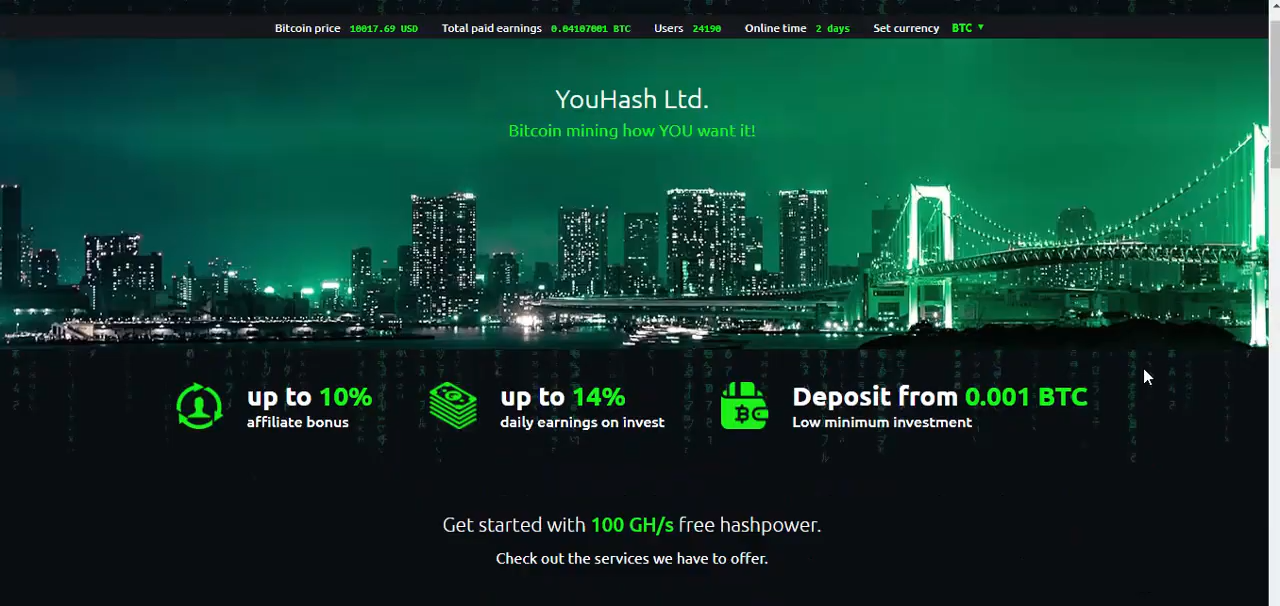 Bitcoin price 10017.69 USD Total paid earnings 0.04107001 BTC Users 24190 Online time 2 days Set currency BTC ▼
YouHash Ltd.
Bitcoin mining how YOU want it!
up to 10%
affiliate bonus
up to 14%
daily earnings on invest
Deposit from 0.001 BTC
Low minimum investment
Get started with 100 GH/s free hashpower.
Check out the services we have to offer.